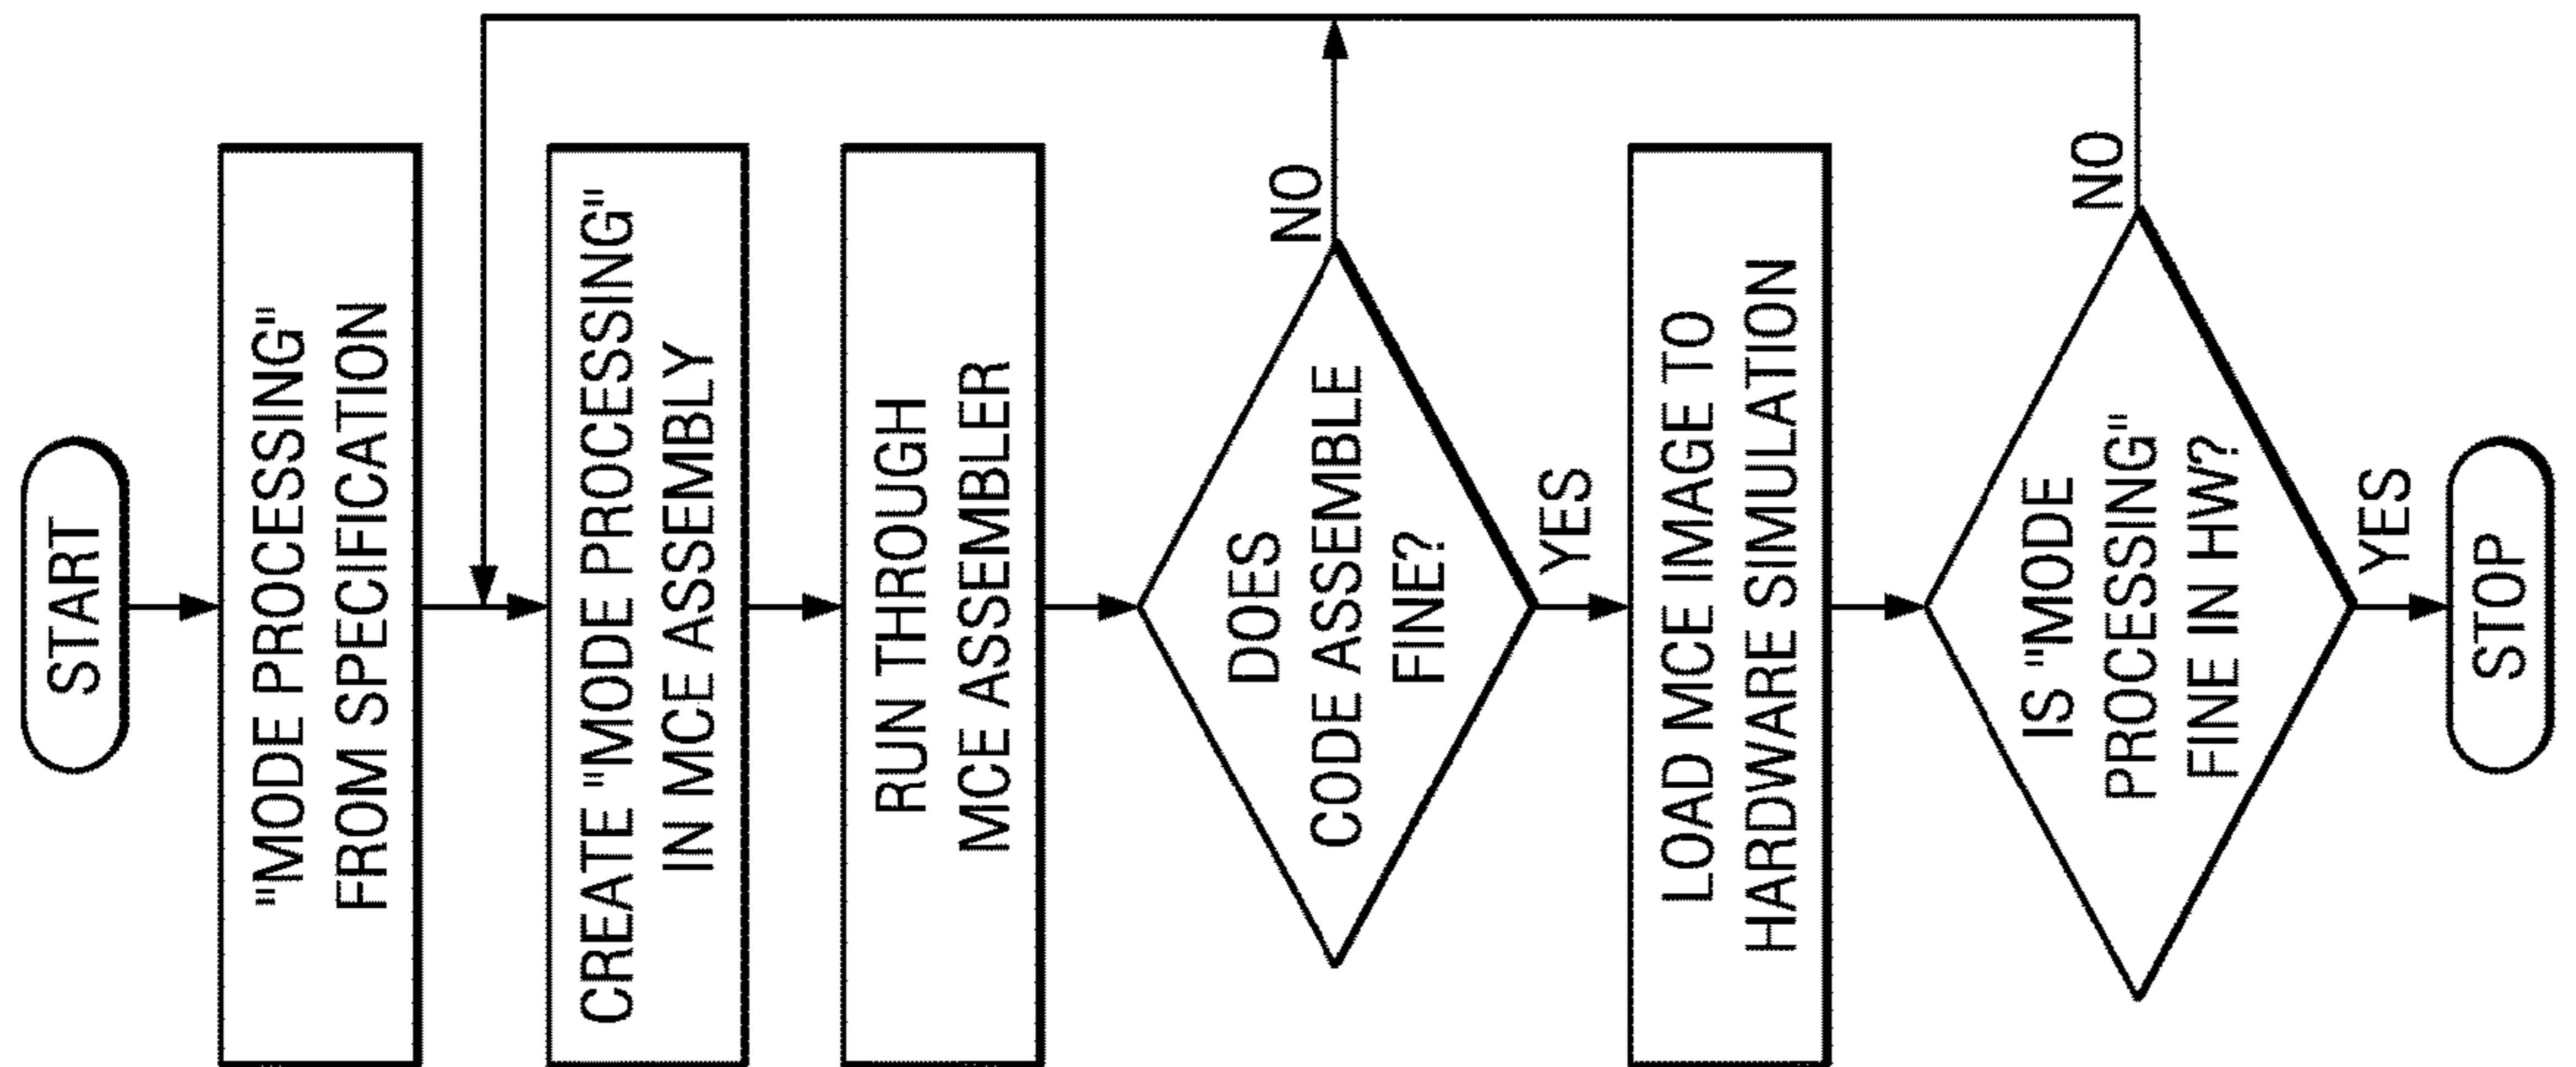 START
"MODE PROCESSING"
FROM SPECIFICATION
CREATE "MODE PROCESSING"
IN MCE ASSEMBLY
RUN THROUGH
MCE ASSEMBLER
DOES
CODE ASSEMBLE
FINE?
NO
YES
LOAD MCE IMAGE TO
HARDWARE SIMULATION
IS "MODE
PROCESSING"
FINE IN HW?
NO
YES
STOP